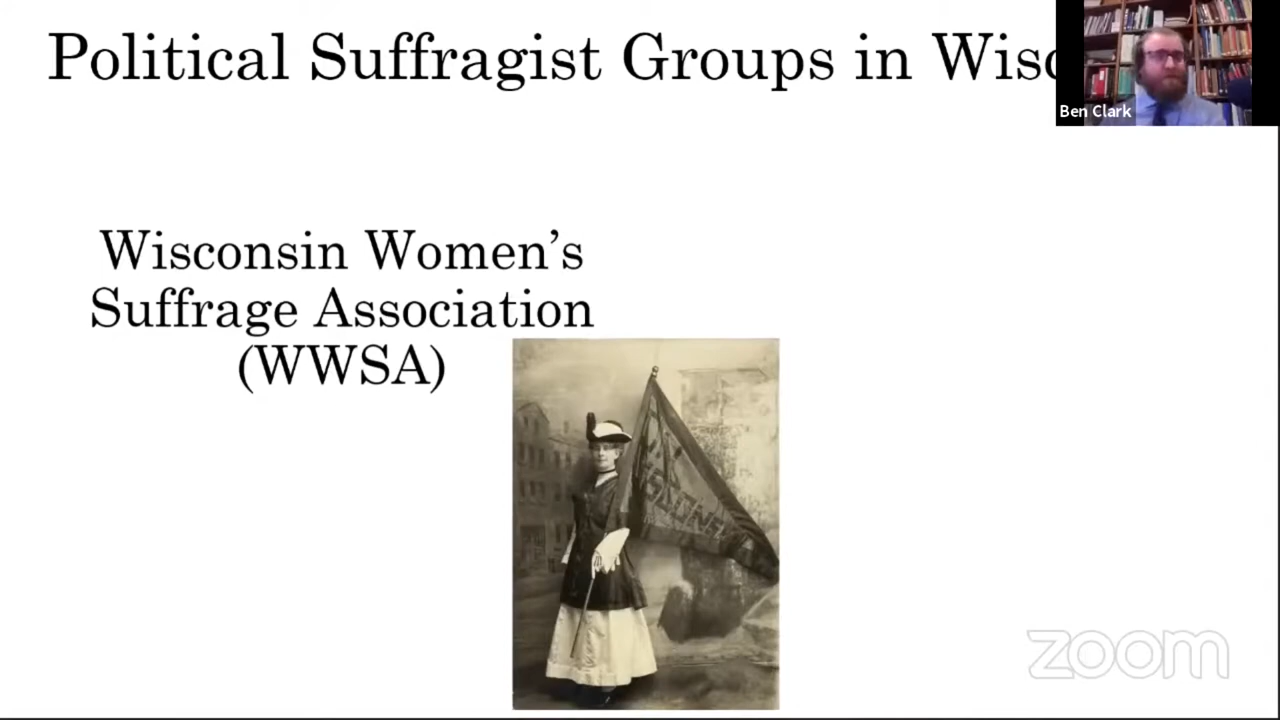 Political Suffragist Groups in Wisc
Ben Clark
Wisconsin Women’s
Suffrage Association
(WWSA)
zoom